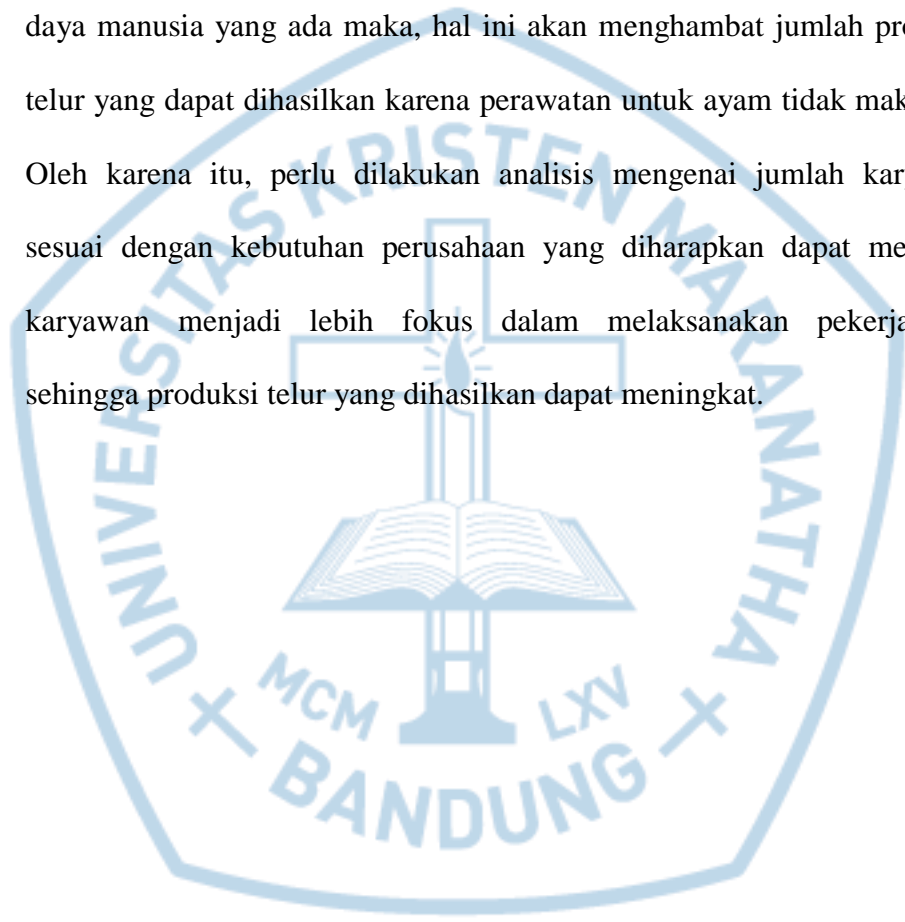 daya manusia yang ada maka, hal ini akan menghambat jumlah pro
telur yang dapat dihasilkan karena perawatan untuk ayam tidak mak
Oleh karena itu, perlu dilakukan analisis mengenai jumlah kary
sesuai dengan kebutuhan perusahaan yang diharapkan dapat me
karyawan menjadi lebih fokus dalam melaksanakan pekerja
sehingga produksi telur yang dihasilkan dapat meningkat.
UNIVERSITAS KRISTEN MARANATHA
MCM LXV
BANDUNG